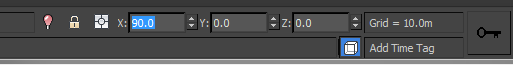 X: 90.0 Y: 0.0 Z: 0.0 Grid = 10.0m
Add Time Tag